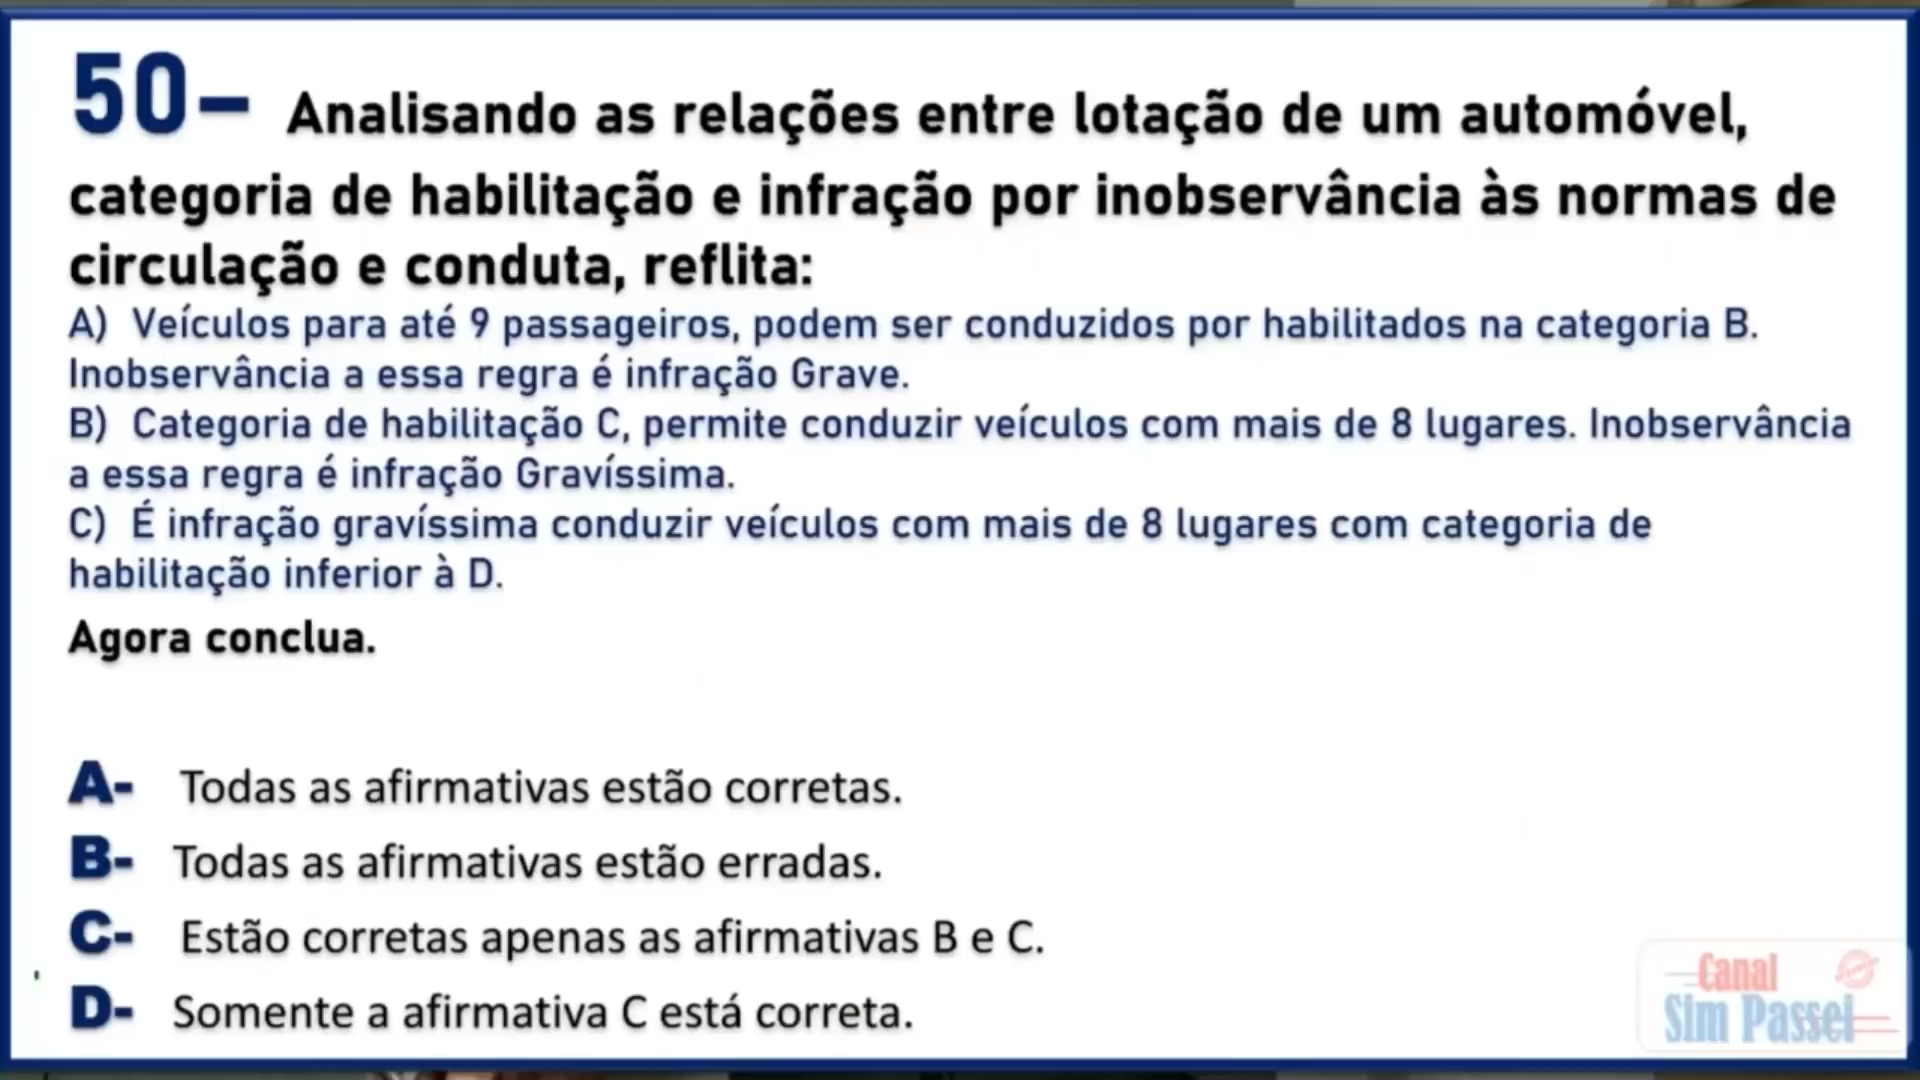 50- Analisando as relações entre lotação de um automóvel,
categoria de habilitação e infração por inobservância às normas de
circulação e conduta, reflita:
A) Veículos para até 9 passageiros, podem ser conduzidos por habilitados na categoria B.
Inobservância a essa regra é infração Grave.
B) Categoria de habilitação C, permite conduzir veículos com mais de 8 lugares. Inobservância
a essa regra é infração Gravíssima.
C) É infração gravíssima conduzir veículos com mais de 8 lugares com categoria de
habilitação inferior à D.
Agora conclua.
A- Todas as afirmativas estão corretas.
B- Todas as afirmativas estão erradas.
C- Estão corretas apenas as afirmativas B e C.
D- Somente a afirmativa C está correta.
Canal
Sim Passei